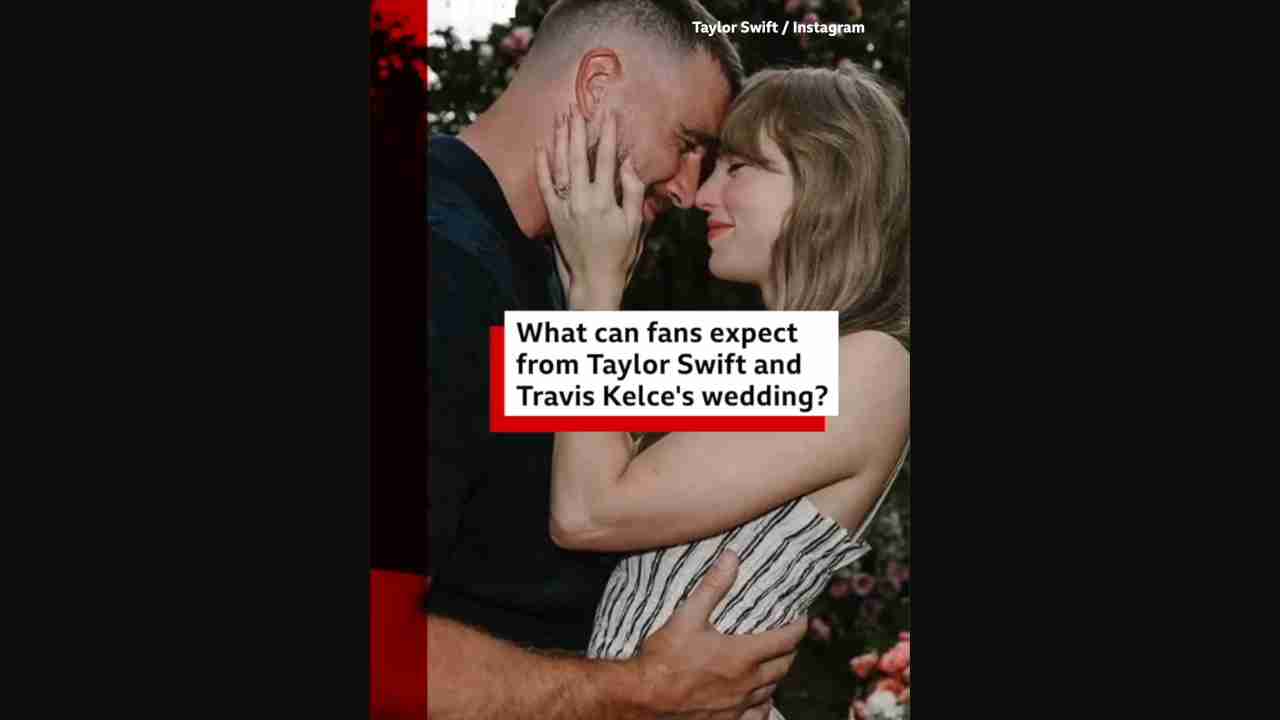 Taylor Swift / Instagram
What can fans expect
from Taylor Swift and
Travis Kelce's wedding?